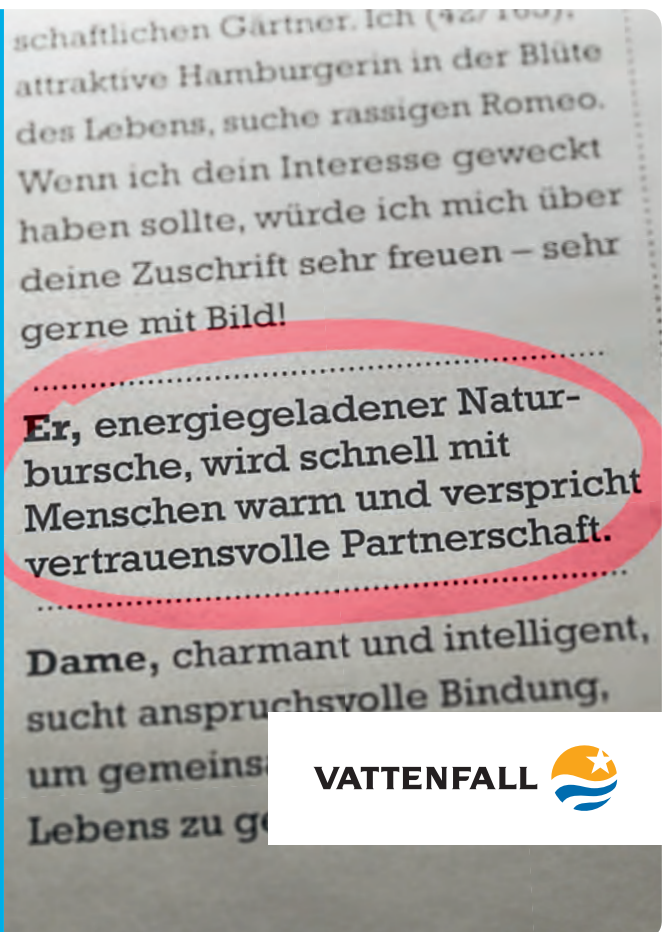 schaftlichen Gärtner. Ich (42/165),
attraktive Hamburgerin in der Blüte
des Lebens, suche rassigen Romeo.
Wenn ich dein Interesse geweckt
haben sollte, würde ich mich über
deine Zuschrift sehr freuen – sehr
gerne mit Bild!
Er, energiegeladener Natur-
bursche, wird schnell mit
Menschen warm und verspricht
vertrauensvolle Partnerschaft.
Dame, charmant und intelligent,
sucht anspruchsvolle Bindung,
um
Lebens zu
VATTENFALL